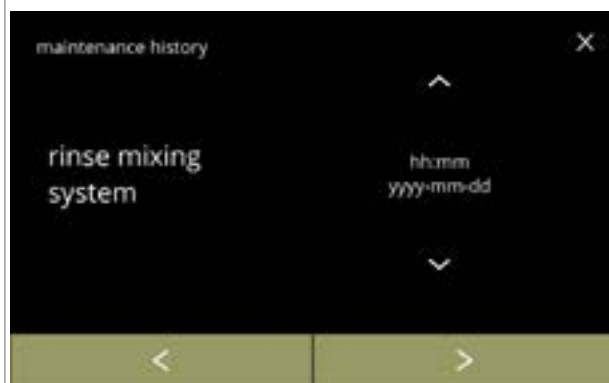 maintenance history
rinse mixing
system
hh:mm
yyyy-mm-dd